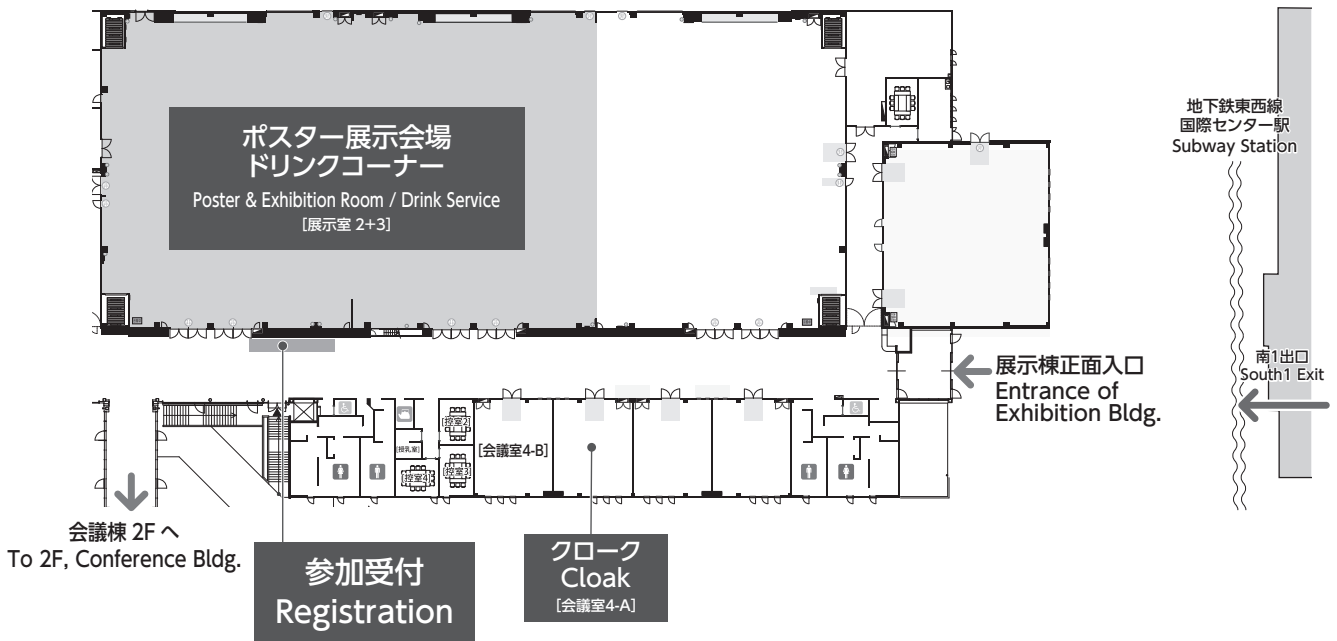 ポスター展示会場
ドリンクコーナー
Poster & Exhibition Room / Drink Service
[展示室 2+3]
地下鉄東西線
国際センター駅
Subway Station
南1出口
South1 Exit
展示棟正面入口
Entrance of
Exhibition Bldg.
[控室2]
[授乳室]
[控室3]
[控室4]
[会議室4-B]
会議棟 2F へ
To 2F, Conference Bldg.
参加受付
Registration
クローク
Cloak
[会議室4-A]